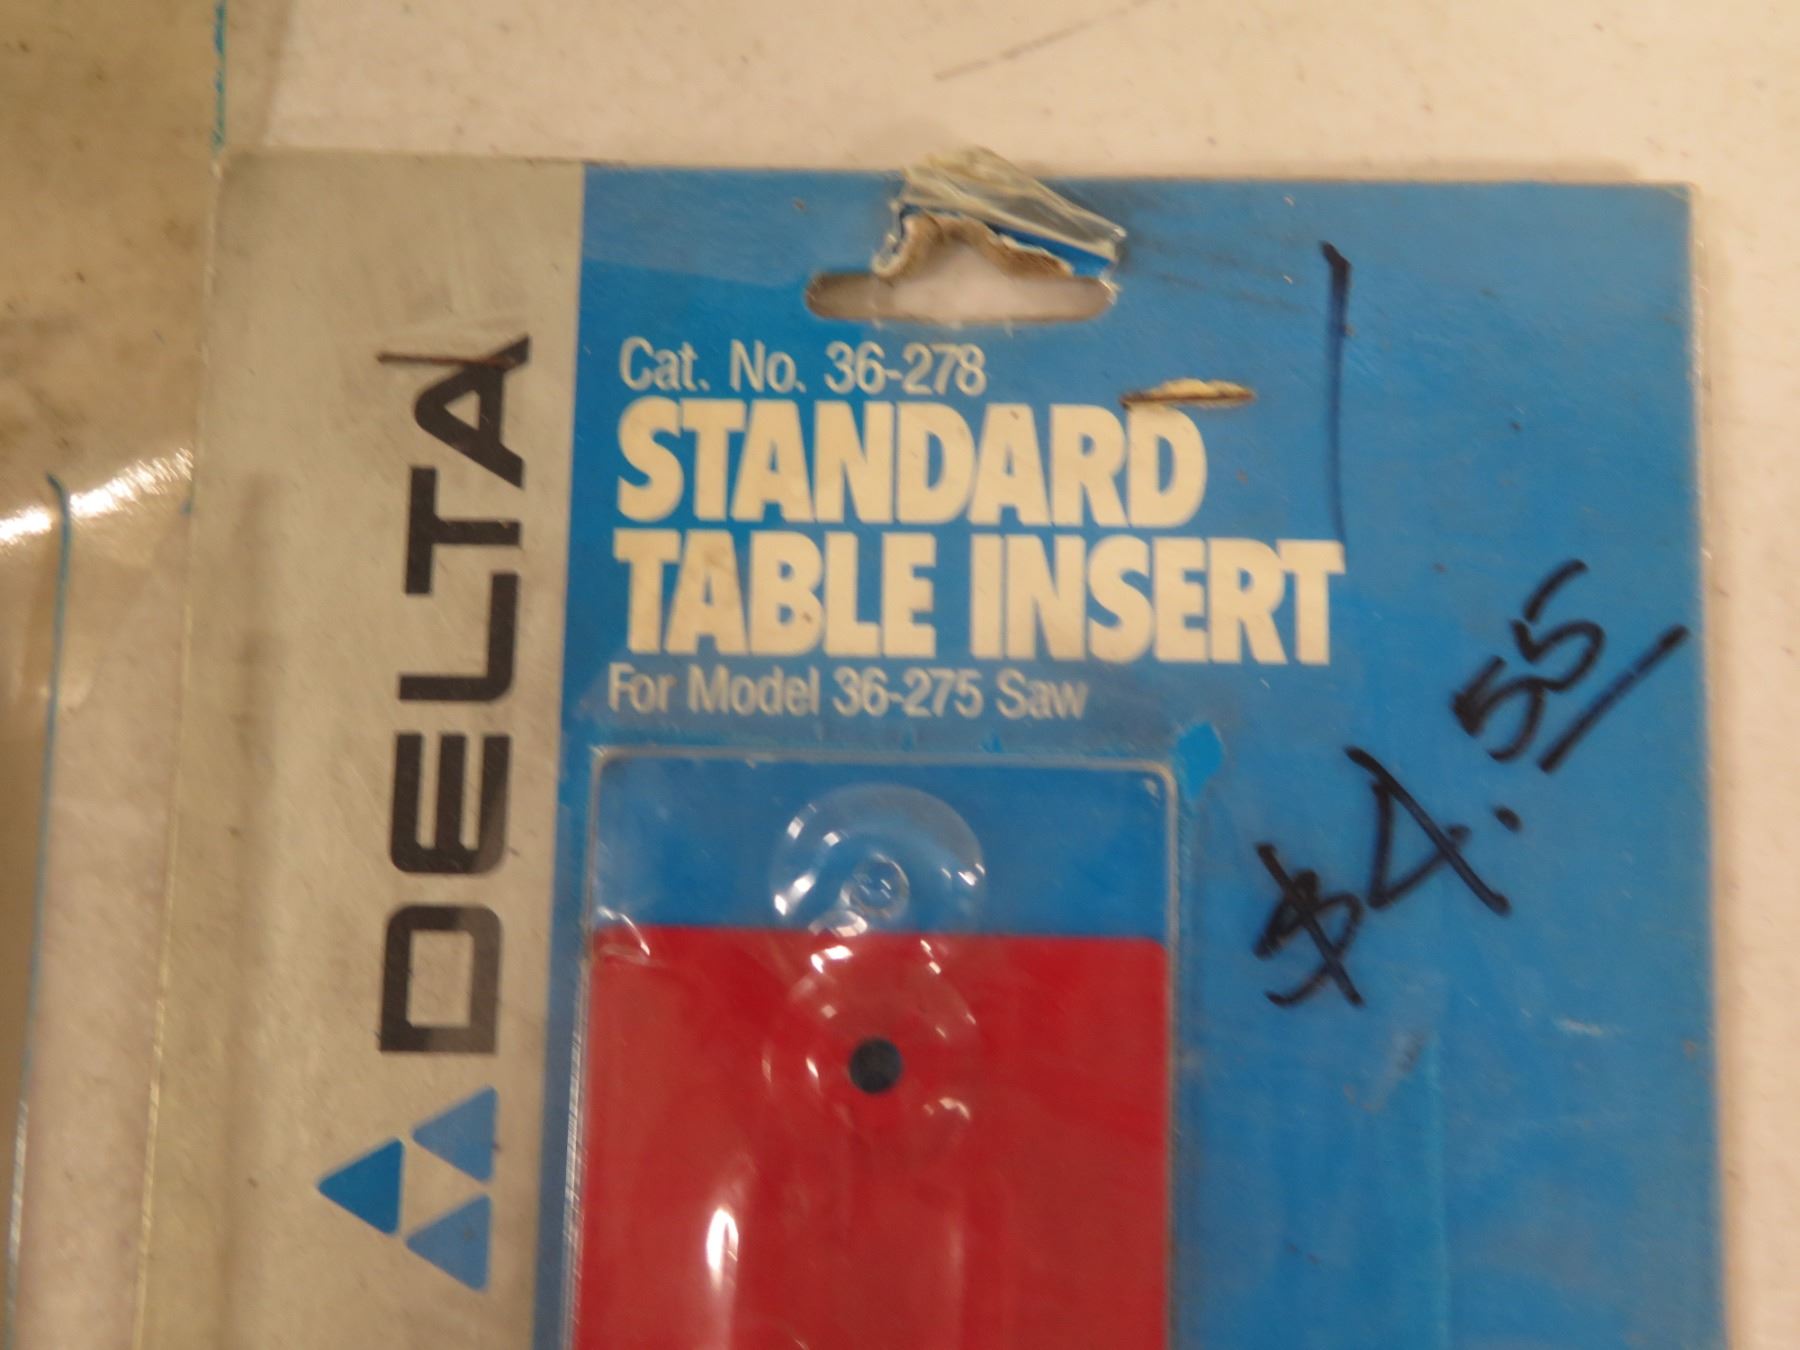 DELTA
Cat. No. 36-278
STANDARD
TABLE INSERT
For Model 36-275 Saw
$4.55